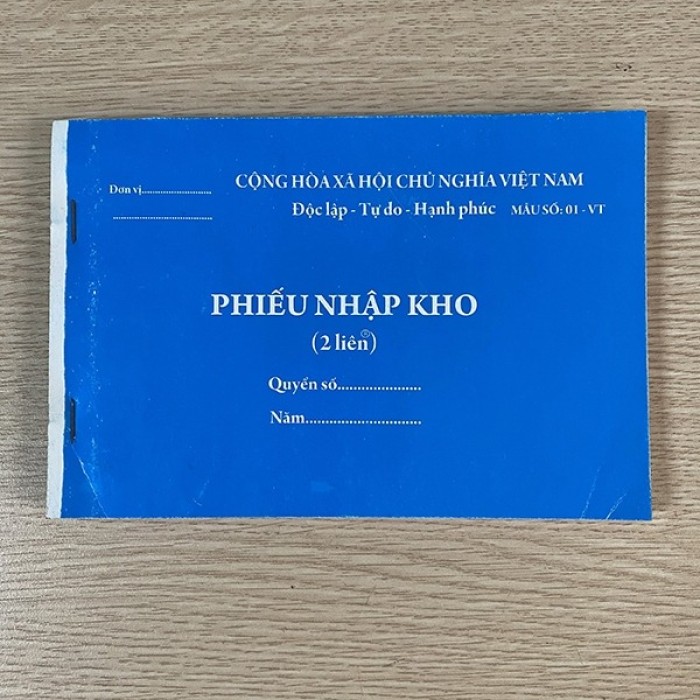 Đơn vị........................
CỘNG HÒA XÃ HỘI CHỦ NGHĨA VIỆT NAM
..................................
Độc lập - Tự do - Hạnh phúc MẪU SỐ: 01 - VT
PHIẾU NHẬP KHO
(2 liên)
Quyển số.....................
Năm.............................